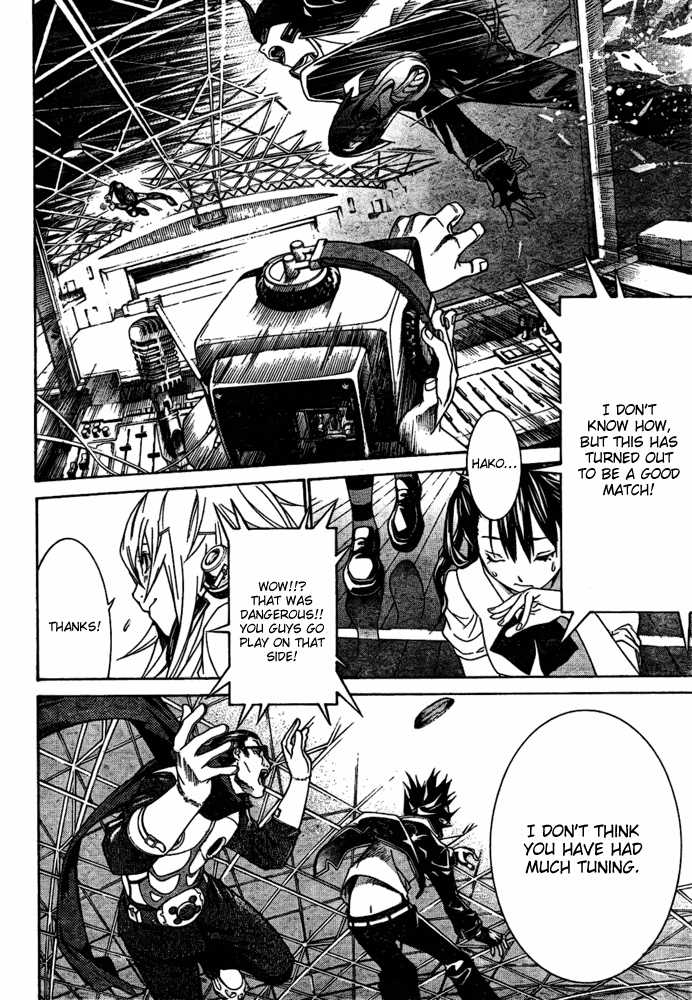 I DON'T
KNOW HOW,
BUT THIS HAS
TURNED OUT
TO BE A GOOD
MATCH!
HAKO...
WOW!!?
THAT WAS
DANGEROUS!!
YOU GUYS GO
PLAY ON THAT
SIDE!
THANKS!
I DON'T THINK
YOU HAVE HAD
MUCH TUNING.